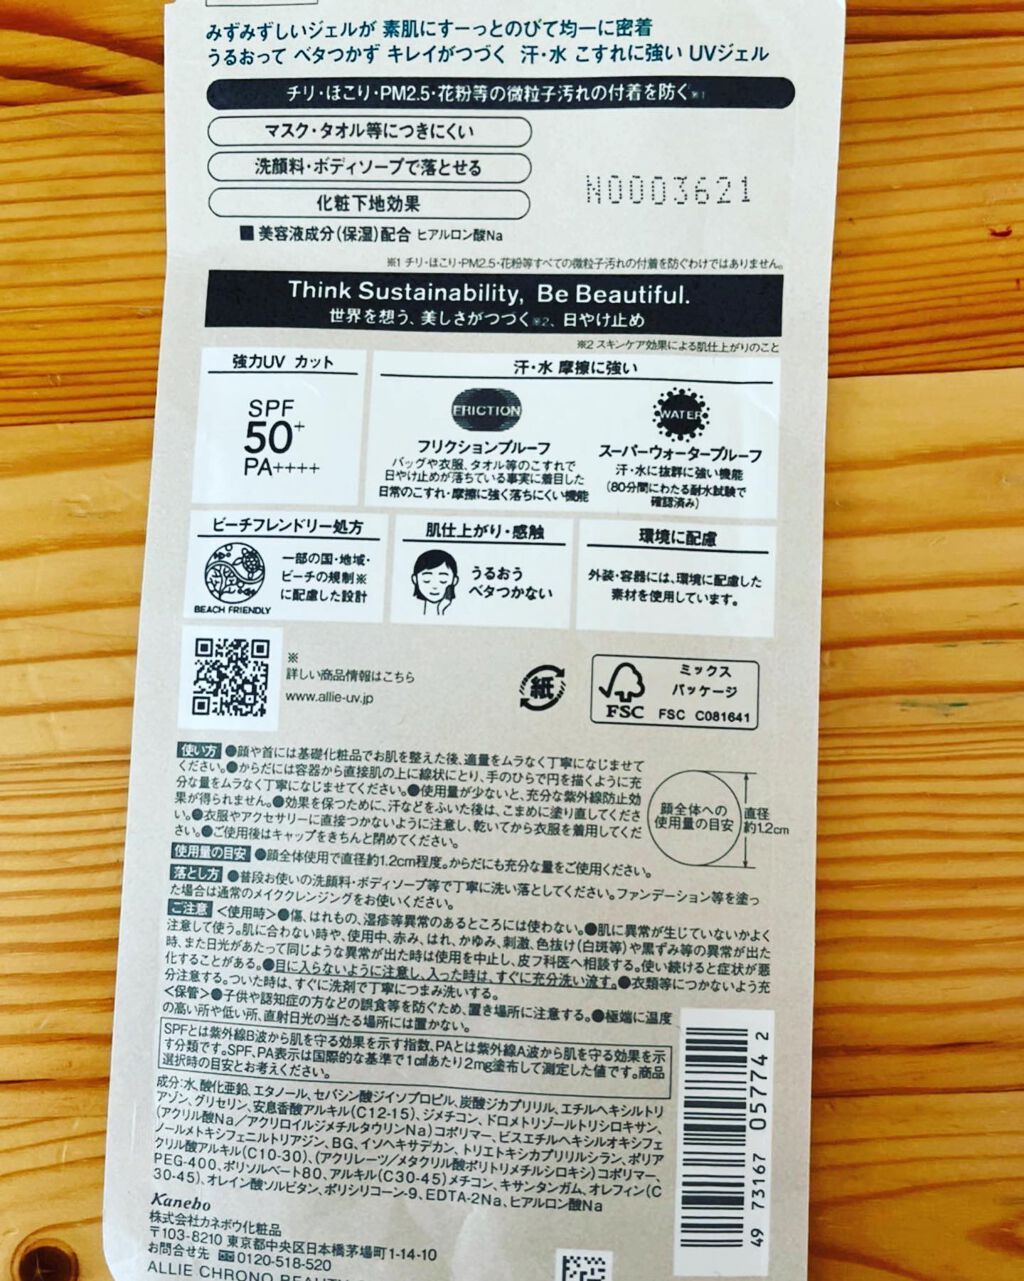 みずみずしいジェルが 素肌にすーっとのびて均一に密着
うるおって ベタつかず キレイがつづく 汗・水 こすれに強い UVジェル
チリ・ほこり・PM2.5・花粉等の微粒子汚れの付着を防ぐ※1
マスク・タオル等につきにくい
洗顔料・ボディソープで落とせる
化粧下地効果
N0003621
■ 美容液成分(保湿)配合 ヒアルロン酸Na
※1 チリ・ほこり・PM2.5・花粉等すべての微粒子汚れの付着を防ぐわけではありません。
Think Sustainability, Be Beautiful.
世界を想う、美しさがつづく※2、日やけ止め
※2 スキンケア効果による肌仕上がりのこと
強力UV カット
SPF
50+
PA++++
汗・水 摩擦に強い
FRICTION
フリクションプルーフ
バッグや衣服、タオル等のこすれで
日やけ止めが落ちている事実に着目した
日常のこすれ・摩擦に強く落ちにくい機能
WATER
スーパーウォータープルーフ
汗・水に抜群に強い機能
(80分間にわたる耐水試験で
確認済み)
ビーチフレンドリー処方
BEACH FRIENDLY
一部の国・地域・
ビーチの規制※
に配慮した設計
肌仕上がり・感触
うるおう
ベタつかない
環境に配慮
外装・容器には、環境に配慮した
素材を使用しています。
※
詳しい商品情報はこちら
www.allie-uv.jp
紙
FSC
ミックス
パッケージ
FSC C081641
使い方 ●顔や首には基礎化粧品でお肌を整えた後、適量をムラなく丁寧になじませて
ください。●からだには容器から直接肌の上に線状にとり、手のひらで円を描くように充
分な量をムラなく丁寧になじませてください。●使用量が少ないと、充分な紫外線防止効
果が得られません。●効果を保つために、汗などをふいた後は、こまめに塗り直してくださ
い。●衣服やアクセサリーに直接つかないように注意し、乾いてから衣服を着用してくだ
さい。●ご使用後はキャップをきちんと閉めてください。
顔全体への
使用量の目安
直径
約1.2cm
使用量の目安 ●顔全体使用で直径約1.2cm程度。からだにも充分な量をご使用ください。
落とし方 ●普段お使いの洗顔料・ボディソープ等で丁寧に洗い落としてください。ファンデーション等を塗っ
た場合は通常のメイククレンジングをお使いください。
ご注意 <使用時>●傷、はれもの、湿疹等異常のあるところには使わない。●肌に異常が生じていないかよく
注意して使う。肌に合わない時や、使用中、赤み、はれ、かゆみ、刺激、色抜け(白斑等)や黒ずみ等の異常が出た
時、また日光があたって同じような異常が出た時は使用を中止し、皮フ科医へ相談する。使い続けると症状が悪
化することがある。●目に入らないように注意し、入った時は、すぐに充分洗い流す。●衣類等につかないよう充
分注意する。ついた時は、すぐに洗剤で丁寧につまみ洗いする。
<保管>●子供や認知症の方などの誤食等を防ぐため、置き場所に注意する。●極端に温度
の高い所や低い所、直射日光の当たる場所には置かない。
SPFとは紫外線B波から肌を守る効果を示す指数、PAとは紫外線A波から肌を守る効果を示
す分類です。SPF、PA表示は国際的な基準で1c㎡あたり2mg塗布して測定した値です。商品
選択時の目安とお考えください。
成分:水、酸化亜鉛、エタノール、セバシン酸ジイソプロピル、炭酸ジカプリリル、エチルヘキシルトリ
アゾン、グリセリン、安息香酸アルキル(C12-15)、ジメチコン、ドロメトリゾールトリシロキサン、
(アクリル酸Na/アクリロイルジメチルタウリンNa)コポリマー、ビスエチルヘキシルオキシフェ
ノールメトキシフェニルトリアジン、BG、イソヘキサデカン、トリエトキシカプリリルシラン、ポリア
クリル酸アルキル(C10-30)、(アクリレーツ/メタクリル酸ポリトリメチルシロキシ)コポリマー、
PEG-400、ポリソルベート80、アルキル(C30-45)メチコン、キサンタンガム、オレフィン(C
30-45)、オレイン酸ソルビタン、ポリシリコーン-9、EDTA-2Na、ヒアルロン酸Na
Kanebo
株式会社カネボウ化粧品
〒103-8210 東京都中央区日本橋茅場町1-14-10
お問合せ先 0120-518-520
ALLIE CHRONO BEAUTY
49 73167 05774 2